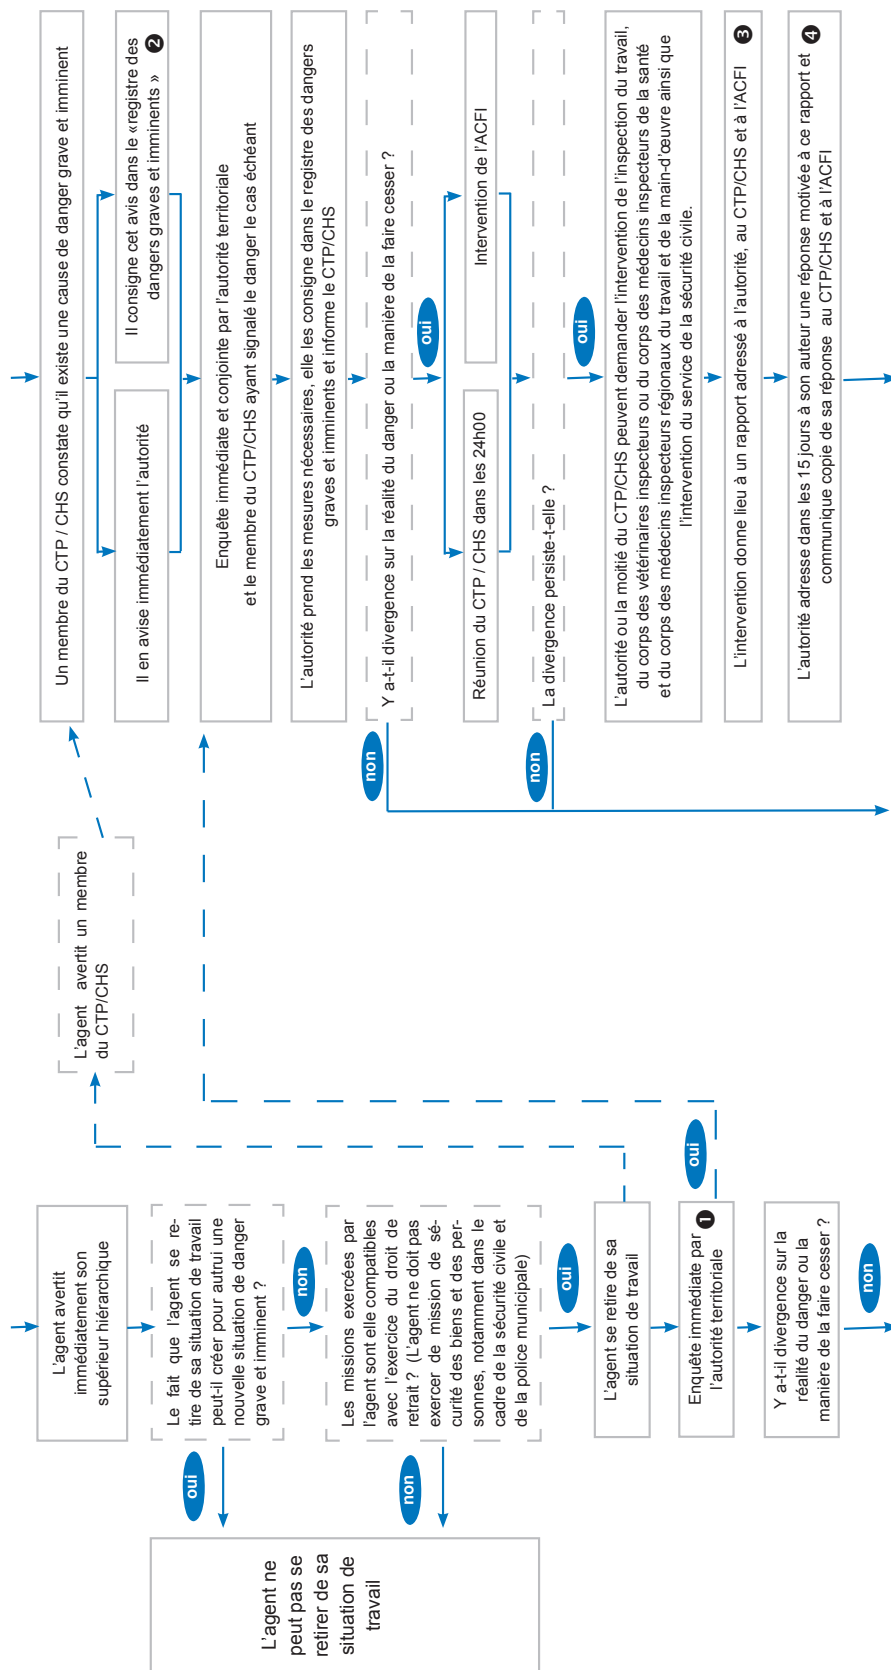 L'agent avertit
immédiatement son
supérieur hiérarchique
Le fait que l'agent se re-
tire de sa situation de travail
peut-il créer pour autrui une
nouvelle situation de danger
grave et imminent ?
oui
non
Les missions exercées par
l'agent sont elle compatibles
avec l'exercice du droit de
retrait ? (L'agent ne doit pas
exercer de mission de sé-
curité des biens et des per-
sonnes, notamment dans le
cadre de la sécurité civile et
de la police municipale)
non
oui
L'agent ne
peut pas se
retirer de sa
situation de
travail
L'agent se retire de sa
situation de travail
Enquête immédiate par ❶
l'autorité territoriale
oui
Y a-t-il divergence sur la
réalité du danger ou la
manière de la faire cesser ?
non
L'agent avertit un membre
du CTP/CHS
Un membre du CTP / CHS constate qu'il existe une cause de danger grave et imminent
Il en avise immédiatement l'autorité
Il consigne cet avis dans le «registre des
dangers graves et imminents » ❷
Enquête immédiate et conjointe par l'autorité territoriale
et le membre du CTP/CHS ayant signalé le danger le cas échéant
L'autorité prend les mesures nécessaires, elle les consigne dans le registre des dangers
graves et imminents et informe le CTP/CHS
Y a-t-il divergence sur la réalité du danger ou la manière de la faire cesser ?
non
oui
Réunion du CTP / CHS dans les 24h00
Intervention de l'ACFI
La divergence persiste-t-elle ?
non
oui
L'autorité ou la moitié du CTP/CHS peuvent demander l'intervention de l'inspection du travail,
du corps des vétérinaires inspecteurs ou du corps des médecins inspecteurs de la santé
et du corps des médecins inspecteurs régionaux du travail et de la main-d'œuvre ainsi que
l'intervention du service de la sécurité civile.
L'intervention donne lieu à un rapport adressé à l'autorité, au CTP/CHS et à l'ACFI ❸
L'autorité adresse dans les 15 jours à son auteur une réponse motivée à ce rapport et
communique copie de sa réponse au CTP/CHS et à l'ACFI ❹